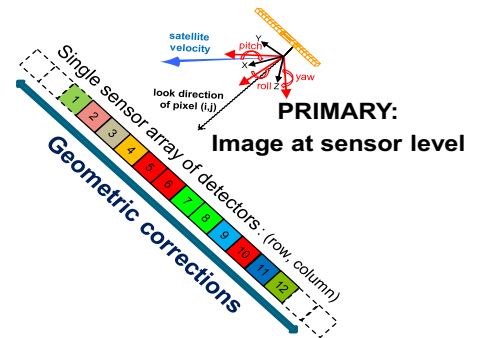 satellite
velocity
Y
pitch
X
roll
Z
yaw
look direction
of pixel (i,j)
PRIMARY:
Image at sensor level
Single sensor array of detectors: (row, column)
1
2
3
4
5
6
7
8
9
10
11
12
Geometric corrections